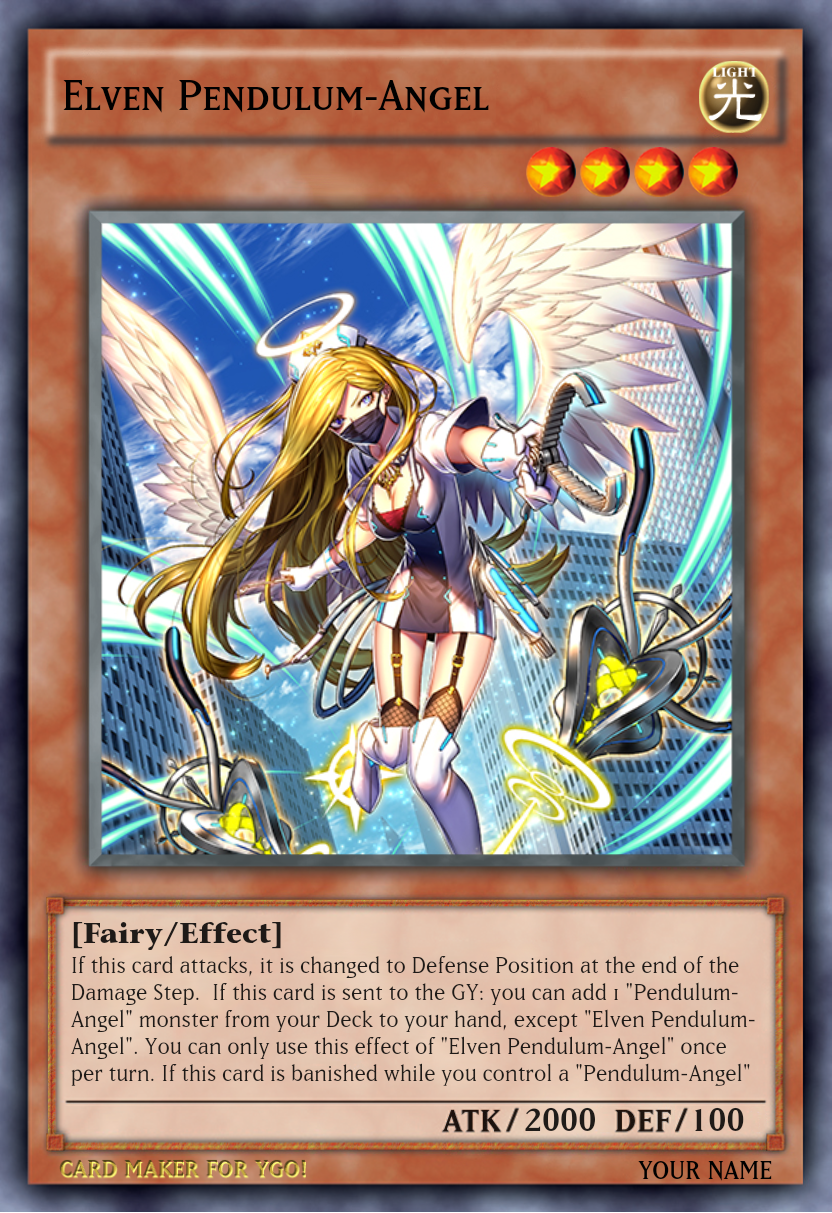 Elven Pendulum-Angel
LIGHT
光
[Fairy/Effect]
If this card attacks, it is changed to Defense Position at the end of the
Damage Step.  If this card is sent to the GY: you can add 1 "Pendulum-
Angel" monster from your Deck to your hand, except "Elven Pendulum-
Angel". You can only use this effect of "Elven Pendulum-Angel" once
per turn. If this card is banished while you control a "Pendulum-Angel"
ATK/2000 DEF/100
CARD MAKER FOR YGO!
YOUR NAME